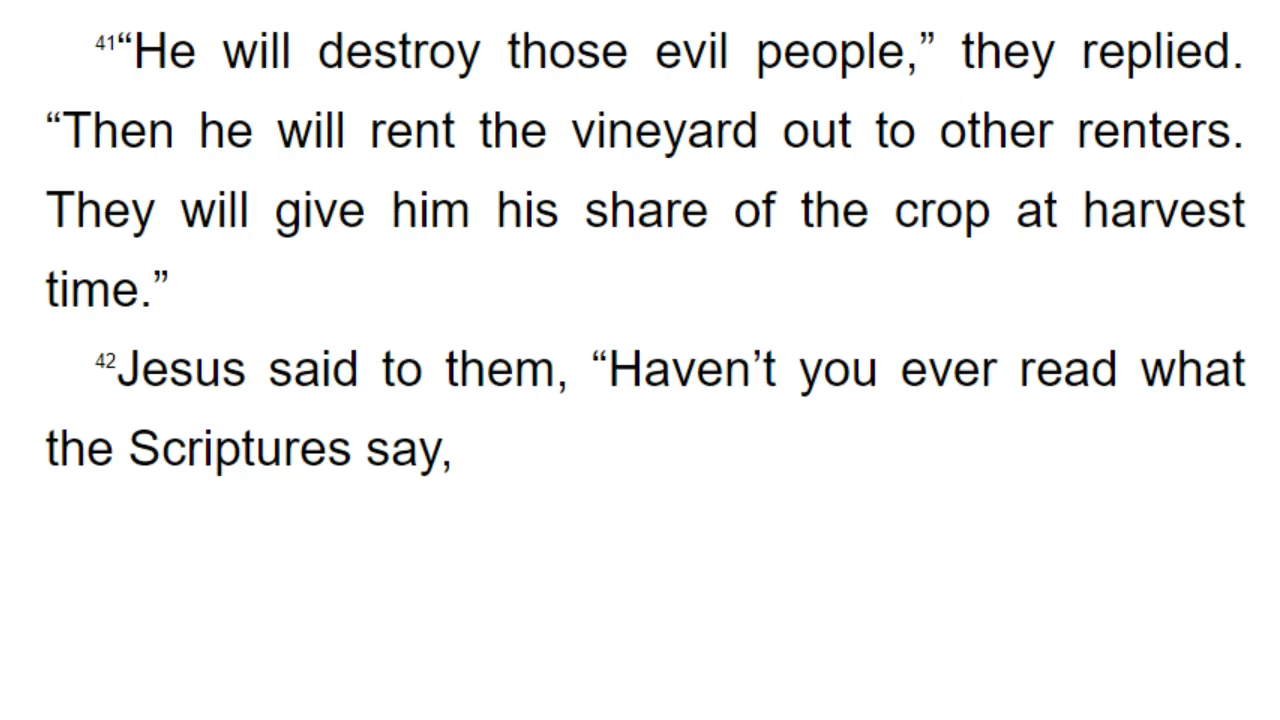 41“He will destroy those evil people,” they replied.
“Then he will rent the vineyard out to other renters.
They will give him his share of the crop at harvest
time.”
42Jesus said to them, “Haven’t you ever read what
the Scriptures say,